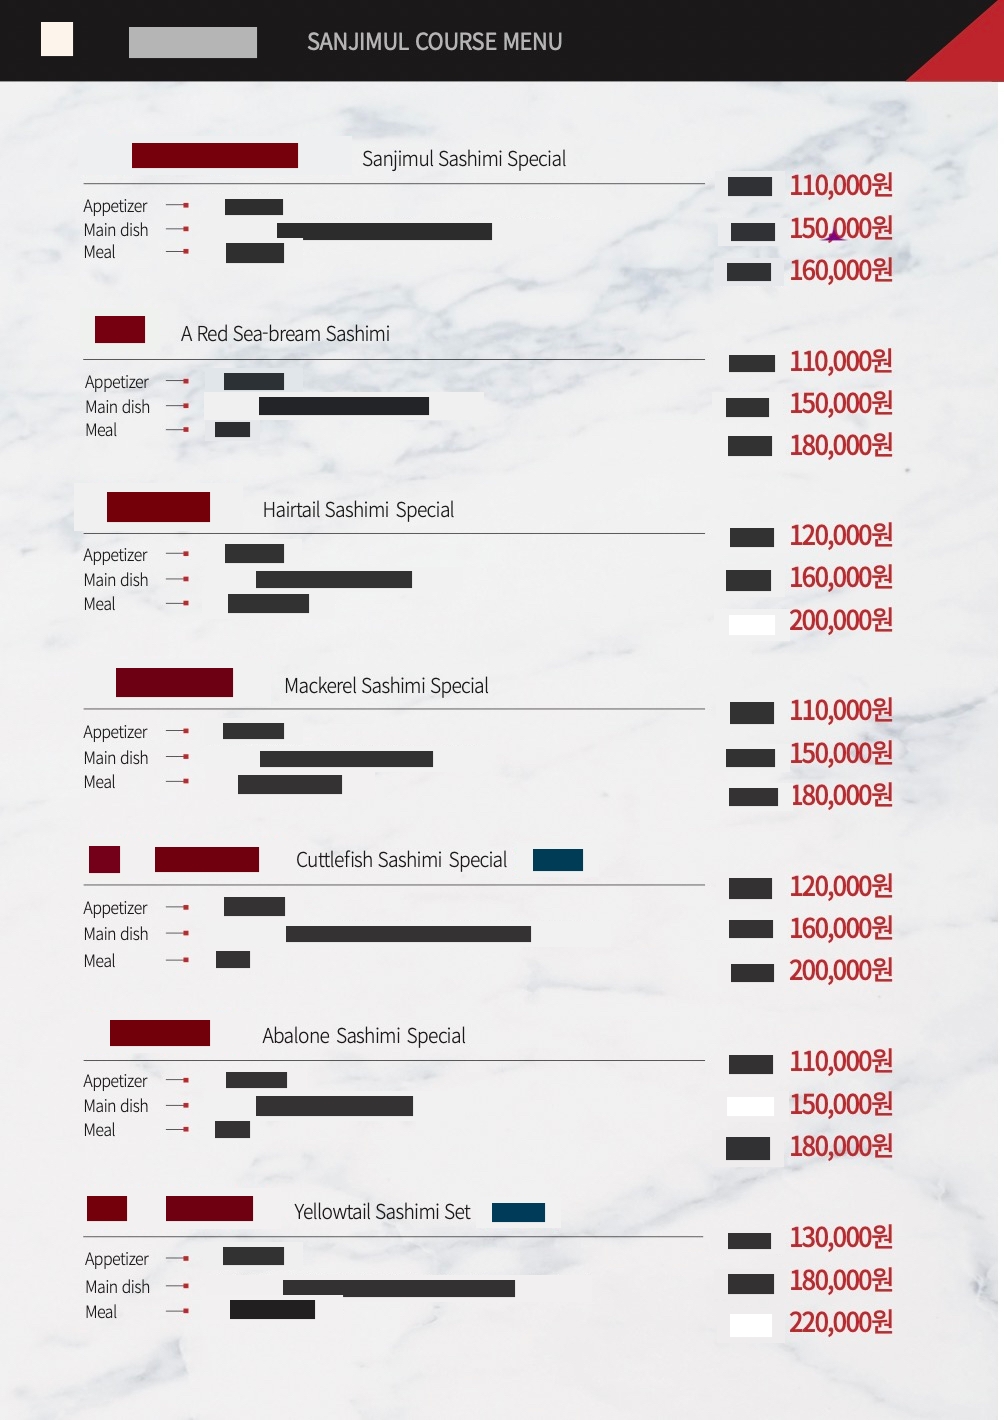 SANJIMUL COURSE MENU
Sanjimul Sashimi Special
110,000원
Appetizer
Main dish
150,000원
Meal
160,000원
A Red Sea-bream Sashimi
110,000원
Appetizer
Main dish
150,000원
Meal
180,000원
Hairtail Sashimi Special
120,000원
Appetizer
Main dish
160,000원
Meal
200,000원
Mackerel Sashimi Special
110,000원
Appetizer
Main dish
150,000원
Meal
180,000원
Cuttlefish Sashimi Special
120,000원
Appetizer
Main dish
160,000원
Meal
200,000원
Abalone Sashimi Special
110,000원
Appetizer
Main dish
150,000원
Meal
180,000원
Yellowtail Sashimi Set
130,000원
Appetizer
Main dish
180,000원
Meal
220,000원